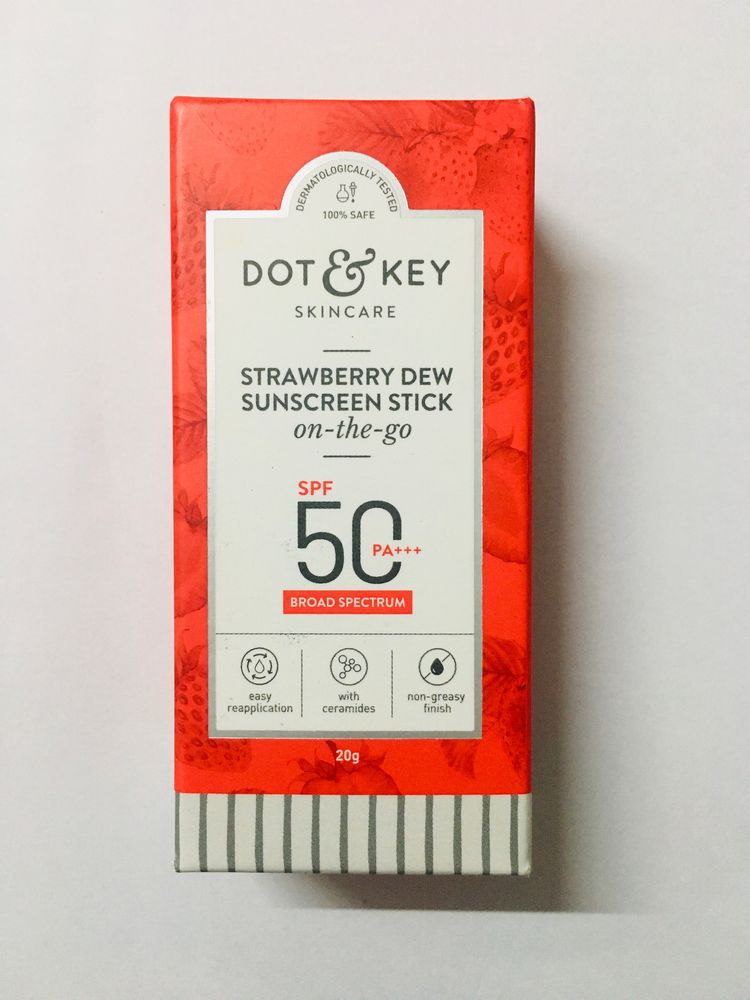 DERMATOLOGICALLY TESTED
100% SAFE
DOT & KEY
SKINCARE
STRAWBERRY DEW
SUNSCREEN STICK
on-the-go
SPF
50
PA+++
BROAD SPECTRUM
easy
reapplication
with
ceramides
non-greasy
finish
20g